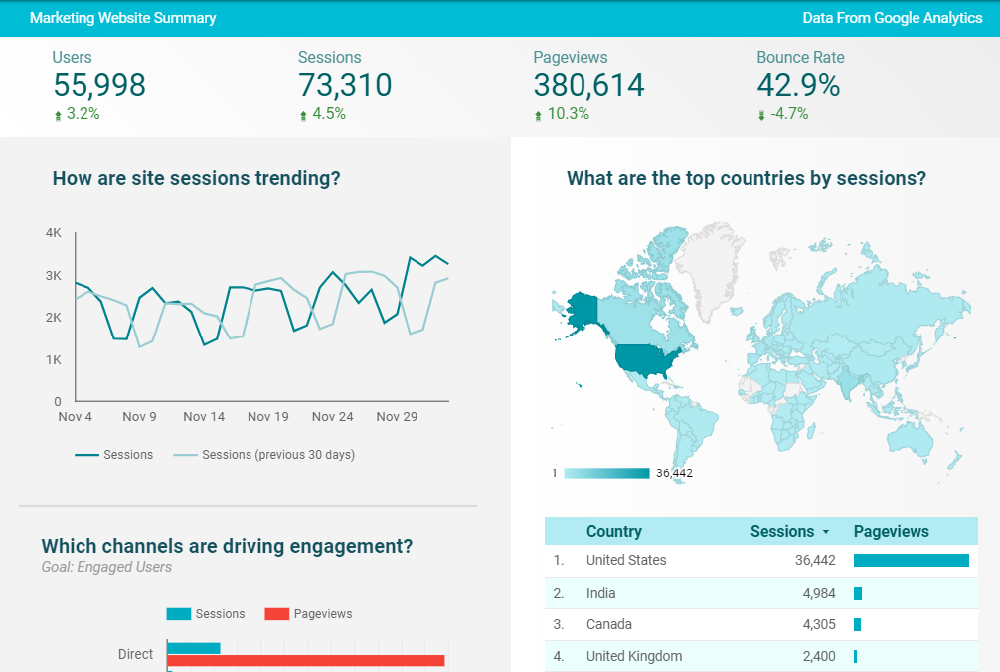 Marketing Website Summary
Data From Google Analytics
Users
55,998
3.2%
Sessions
73,310
4.5%
Pageviews
380,614
10.3%
Bounce Rate
42.9%
-4.7%
How are site sessions trending?
4K
3K
2K
1K
0
Nov 4 Nov 9 Nov 14 Nov 19 Nov 24 Nov 29
Sessions Sessions (previous 30 days)
Which channels are driving engagement?
Goal: Engaged Users
Sessions Pageviews
Direct
What are the top countries by sessions?
1 36,442
Country Sessions Pageviews
1. United States 36,442
2. India 4,984
3. Canada 4,305
4. United Kingdom 2,400